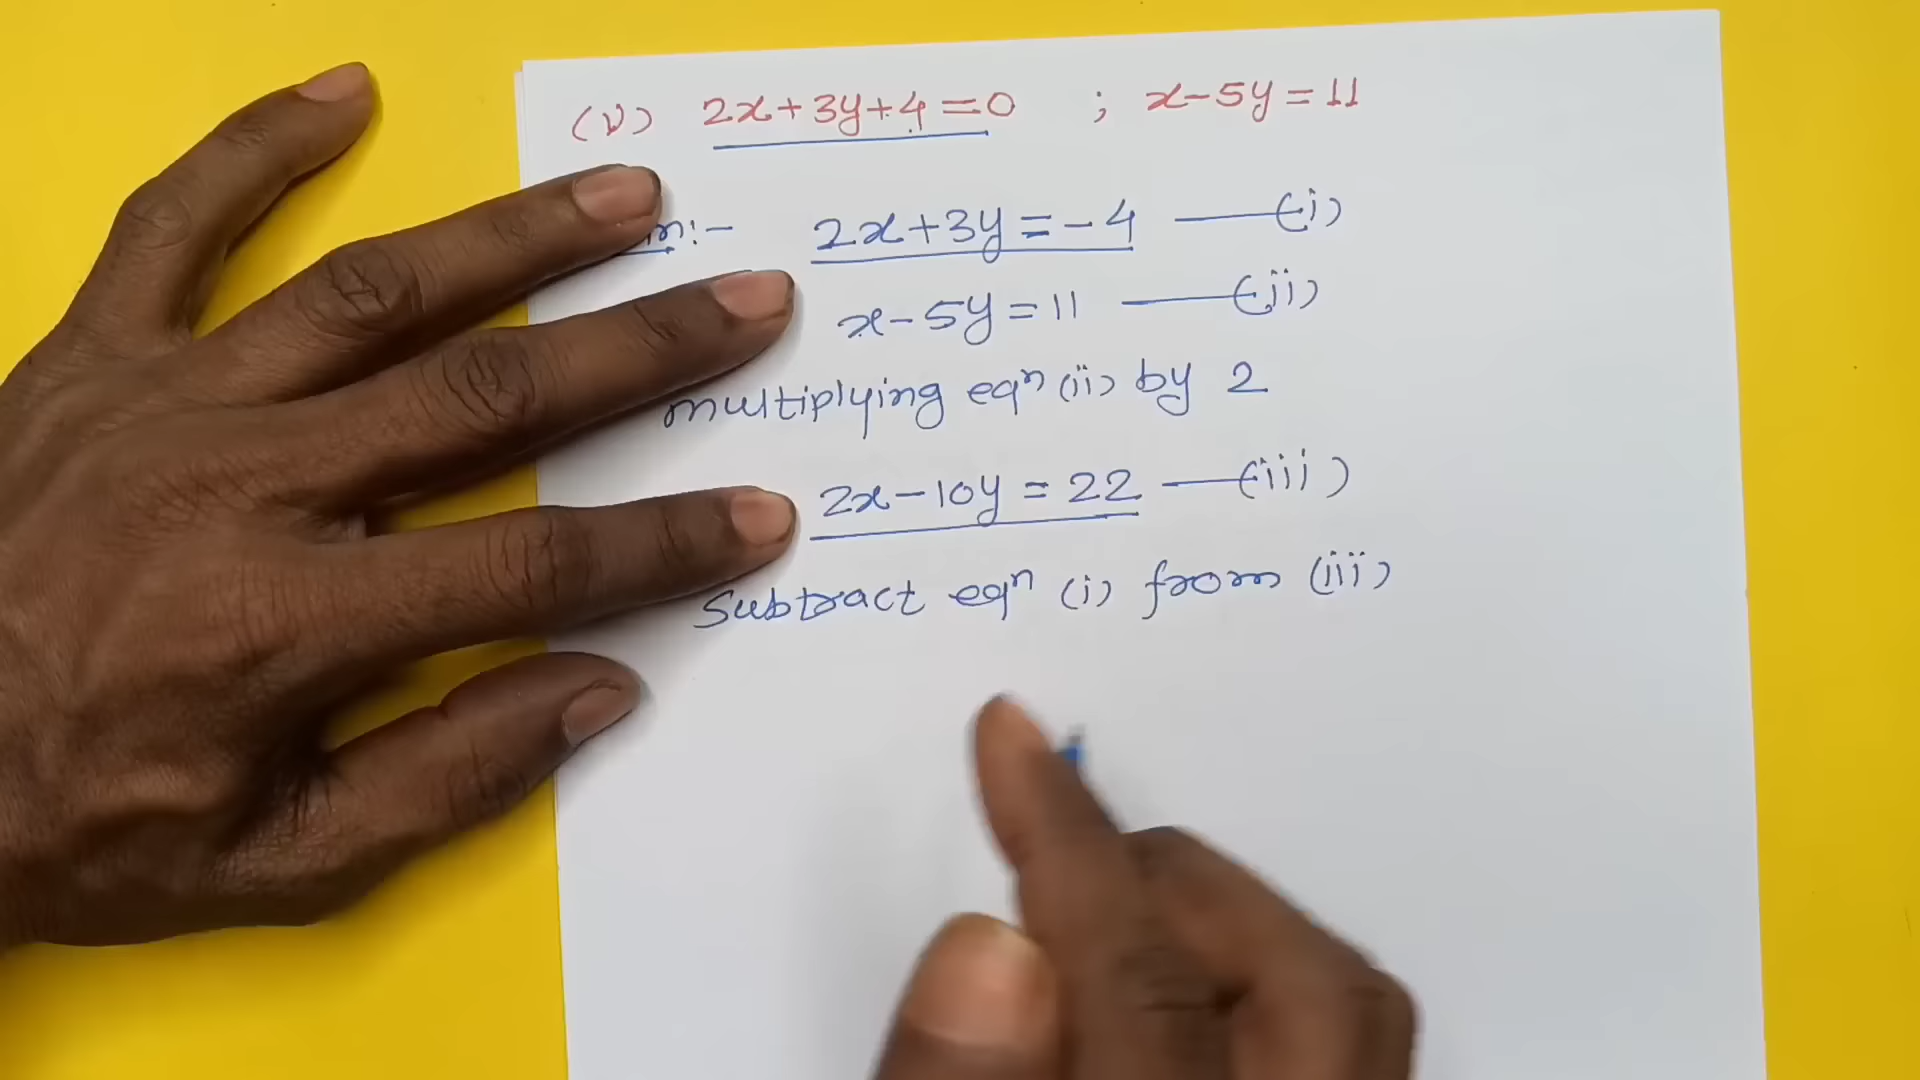 (V) 2x+3y+4=0 ; x-5y=11
2x+3y=-4 —(i)
x-5y=11 —(ii)
multiplying eqⁿ (ii) by 2
2x-10y=22 —(iii)
Subtract eqⁿ (i) from (iii)